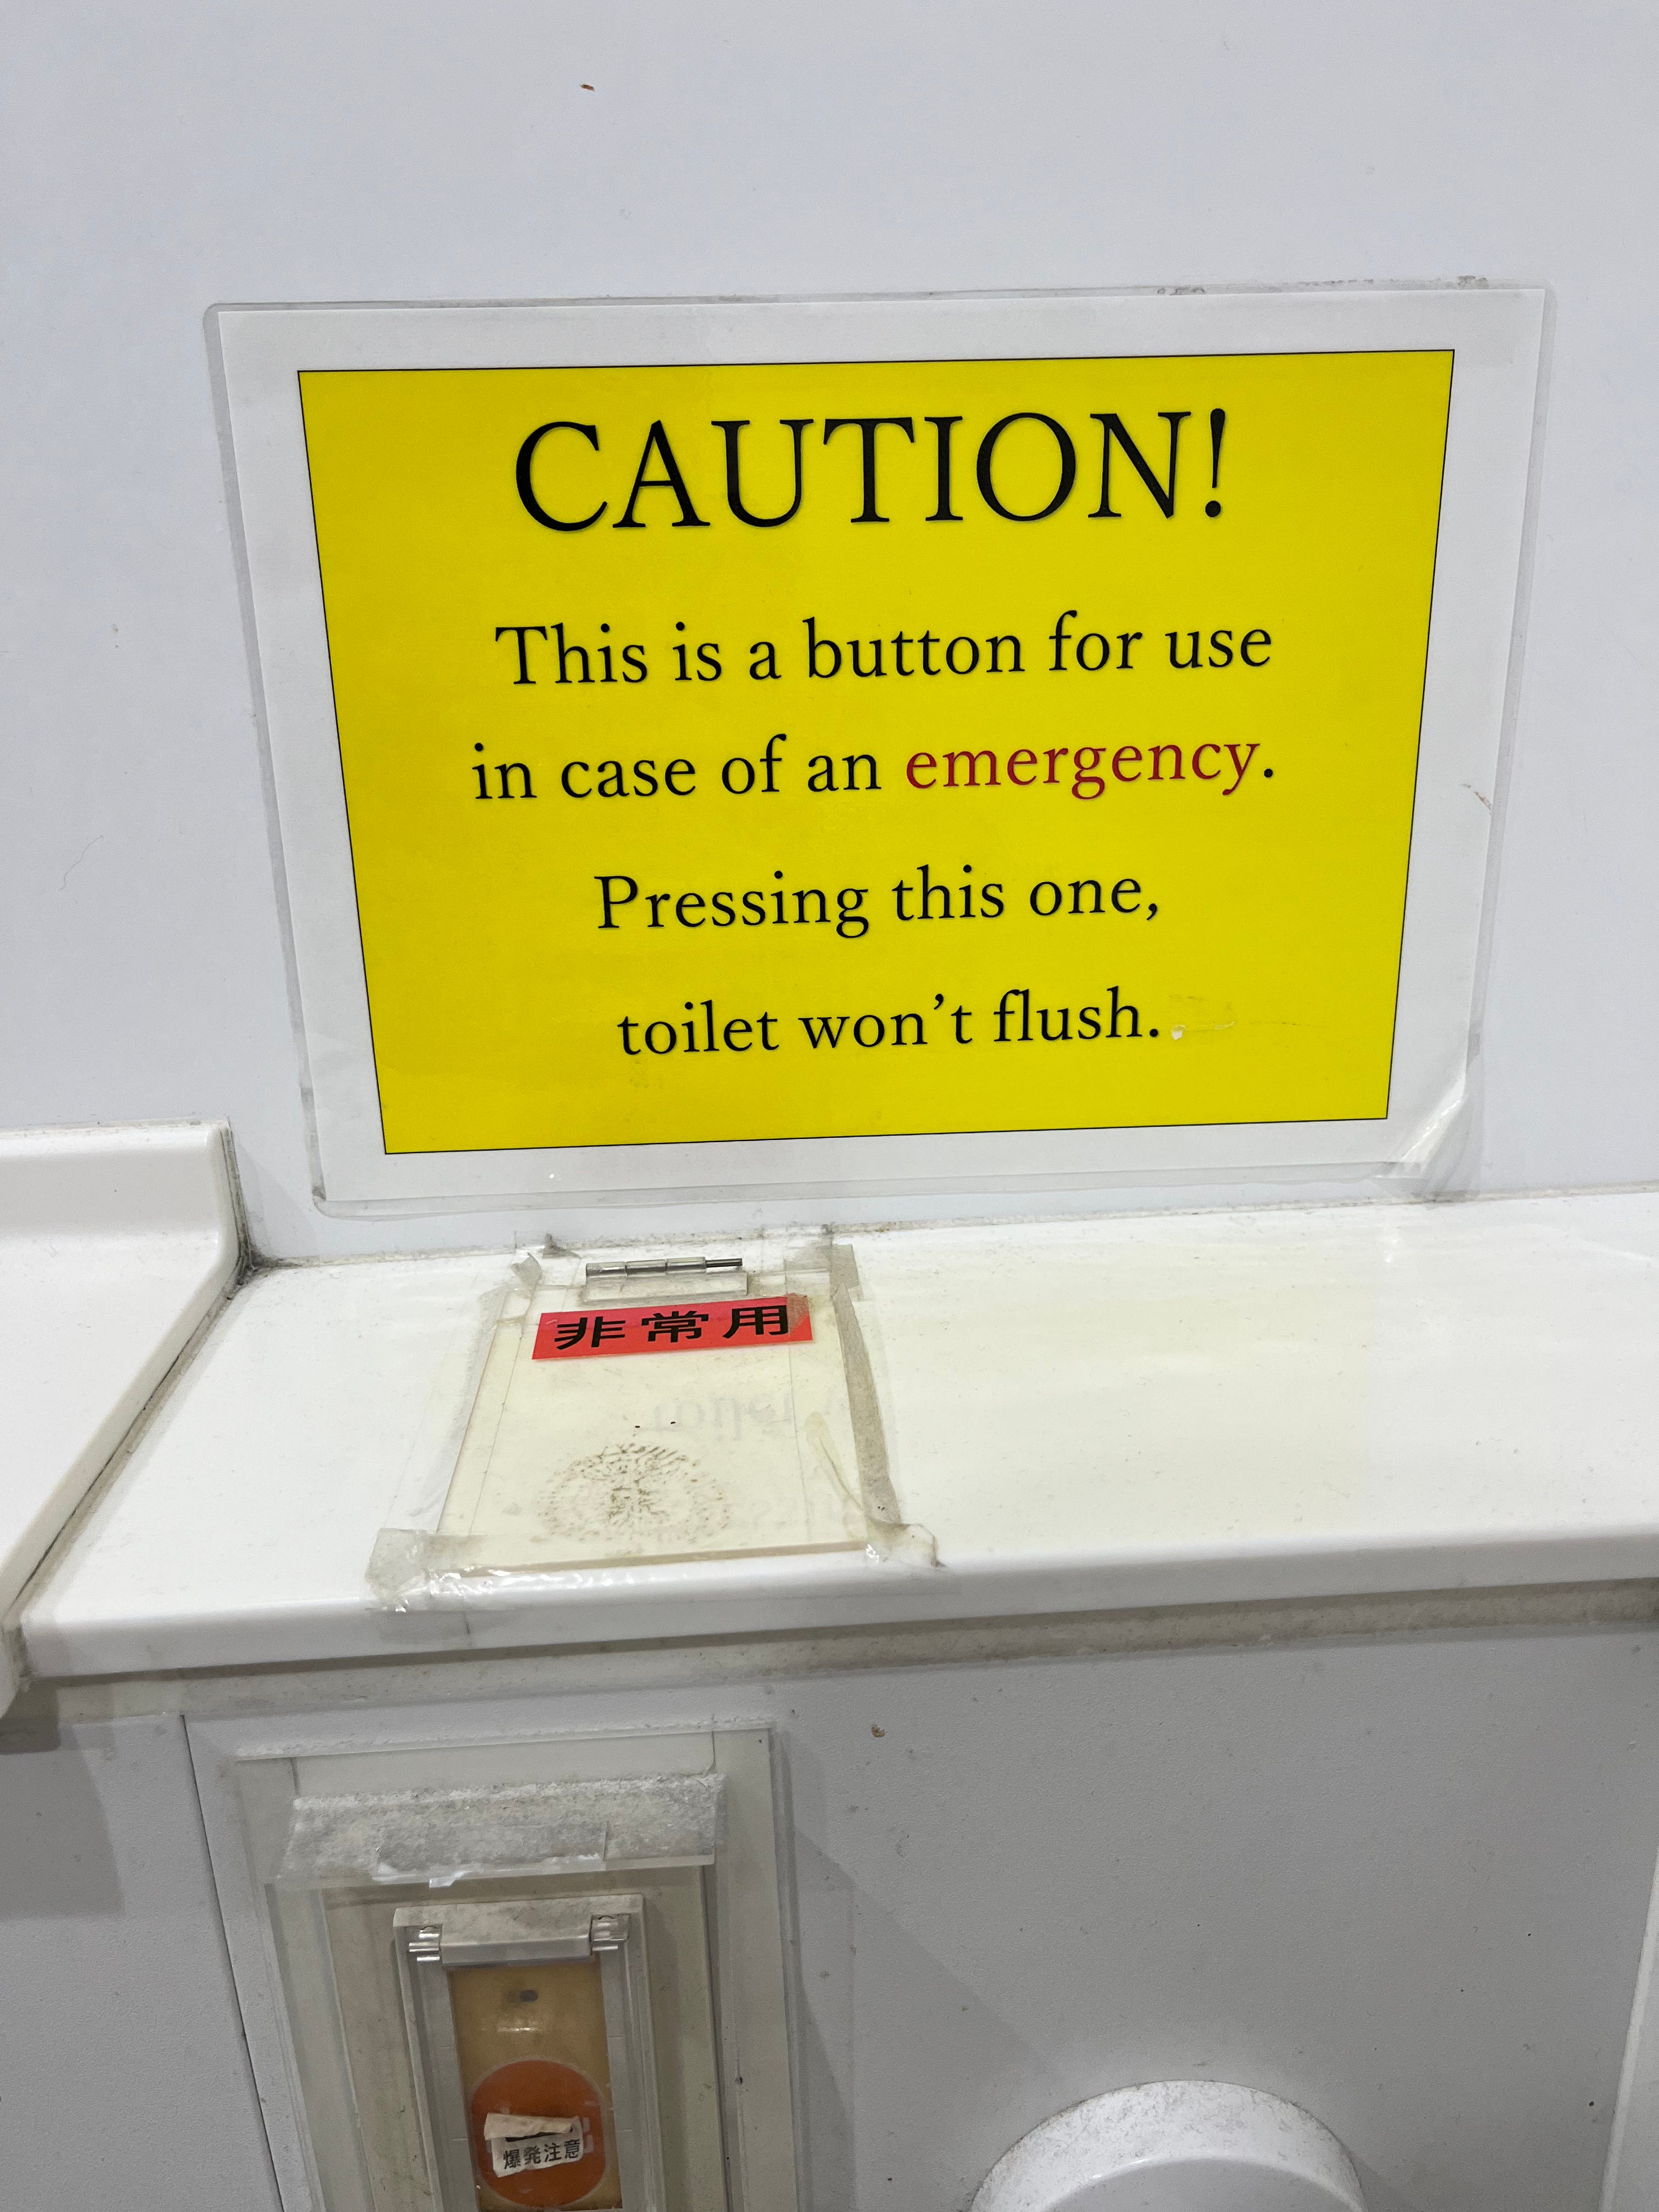 CAUTION!
This is a button for use
in case of an emergency.
Pressing this one,
toilet won't flush.
非常用
爆発注意